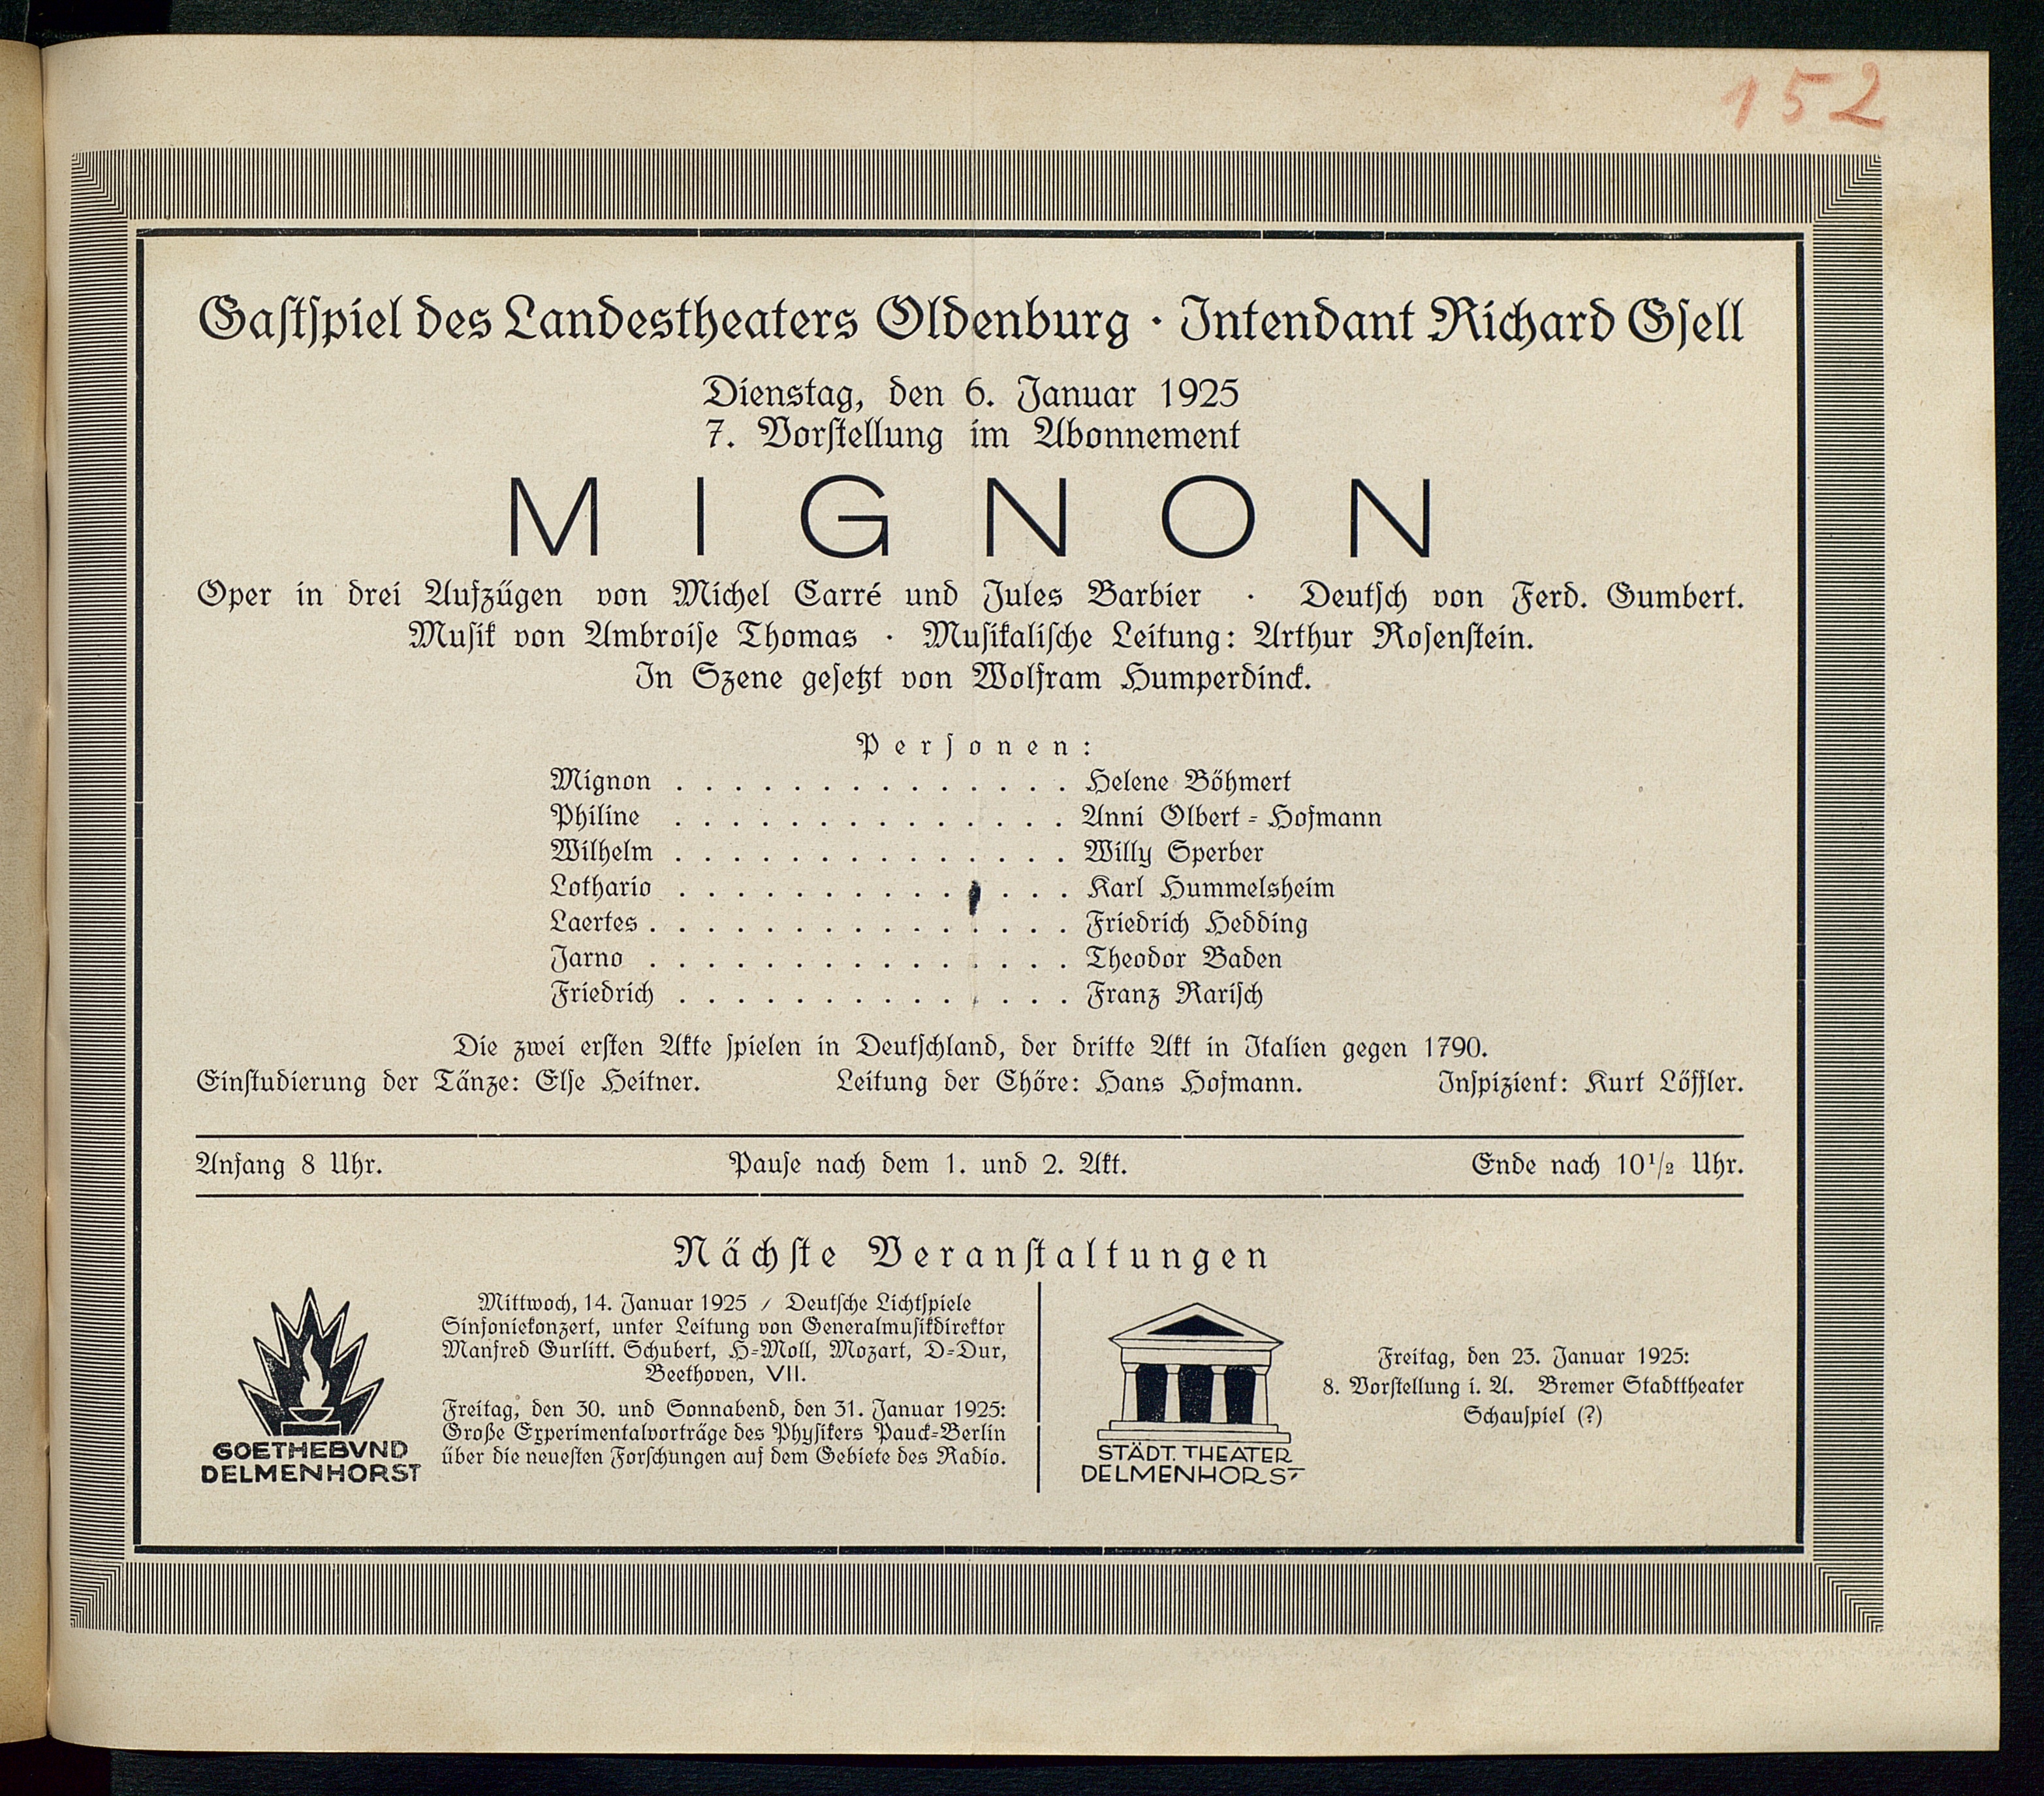 152
Gastspiel des Landestheaters Oldenburg · Intendant Richard Gsell
Dienstag, den 6. Januar 1925
7. Vorstellung im Abonnement
MIGNON
Oper in drei Aufzügen von Michel Carré und Jules Barbier · Deutsch von Ferd. Gumbert.
Musik von Ambroise Thomas · Musikalische Leitung: Arthur Rosenstein.
In Szene gesetzt von Wolfram Humperdinck.
Personen:
Mignon . . . . . . . . . . . . . . Helene Böhmert
Philine . . . . . . . . . . . . . . Anni Olbert-Hofmann
Wilhelm . . . . . . . . . . . . . . Willy Sperber
Lothario . . . . . . . . . . . . . . Karl Hummelsheim
Laertes . . . . . . . . . . . . . . . Friedrich Hedding
Jarno . . . . . . . . . . . . . . . Theodor Baden
Friedrich . . . . . . . . . . . . . . Franz Rarisch
Die zwei ersten Akte spielen in Deutschland, der dritte Akt in Italien gegen 1790.
Einstudierung der Tänze: Else Heitner. Leitung der Chöre: Hans Hofmann. Inspizient: Kurt Löffler.
Anfang 8 Uhr. Pause nach dem 1. und 2. Akt. Ende nach 10 1/2 Uhr.
Nächste Veranstaltungen
GOETHEBVND
DELMENHORST
Mittwoch, 14. Januar 1925 / Deutsche Lichtspiele
Sinfoniekonzert, unter Leitung von Generalmusikdirektor
Manfred Gurlitt. Schubert, H-Moll, Mozart, D-Dur,
Beethoven, VII.
Freitag, den 30. und Sonnabend, den 31. Januar 1925:
Große Experimentalvorträge des Physikers Pauck-Berlin
über die neuesten Forschungen auf dem Gebiete des Radio.
STÄDT. THEATER
DELMENHORST
Freitag, den 23. Januar 1925:
8. Vorstellung i. A. Bremer Stadttheater
Schauspiel (?)